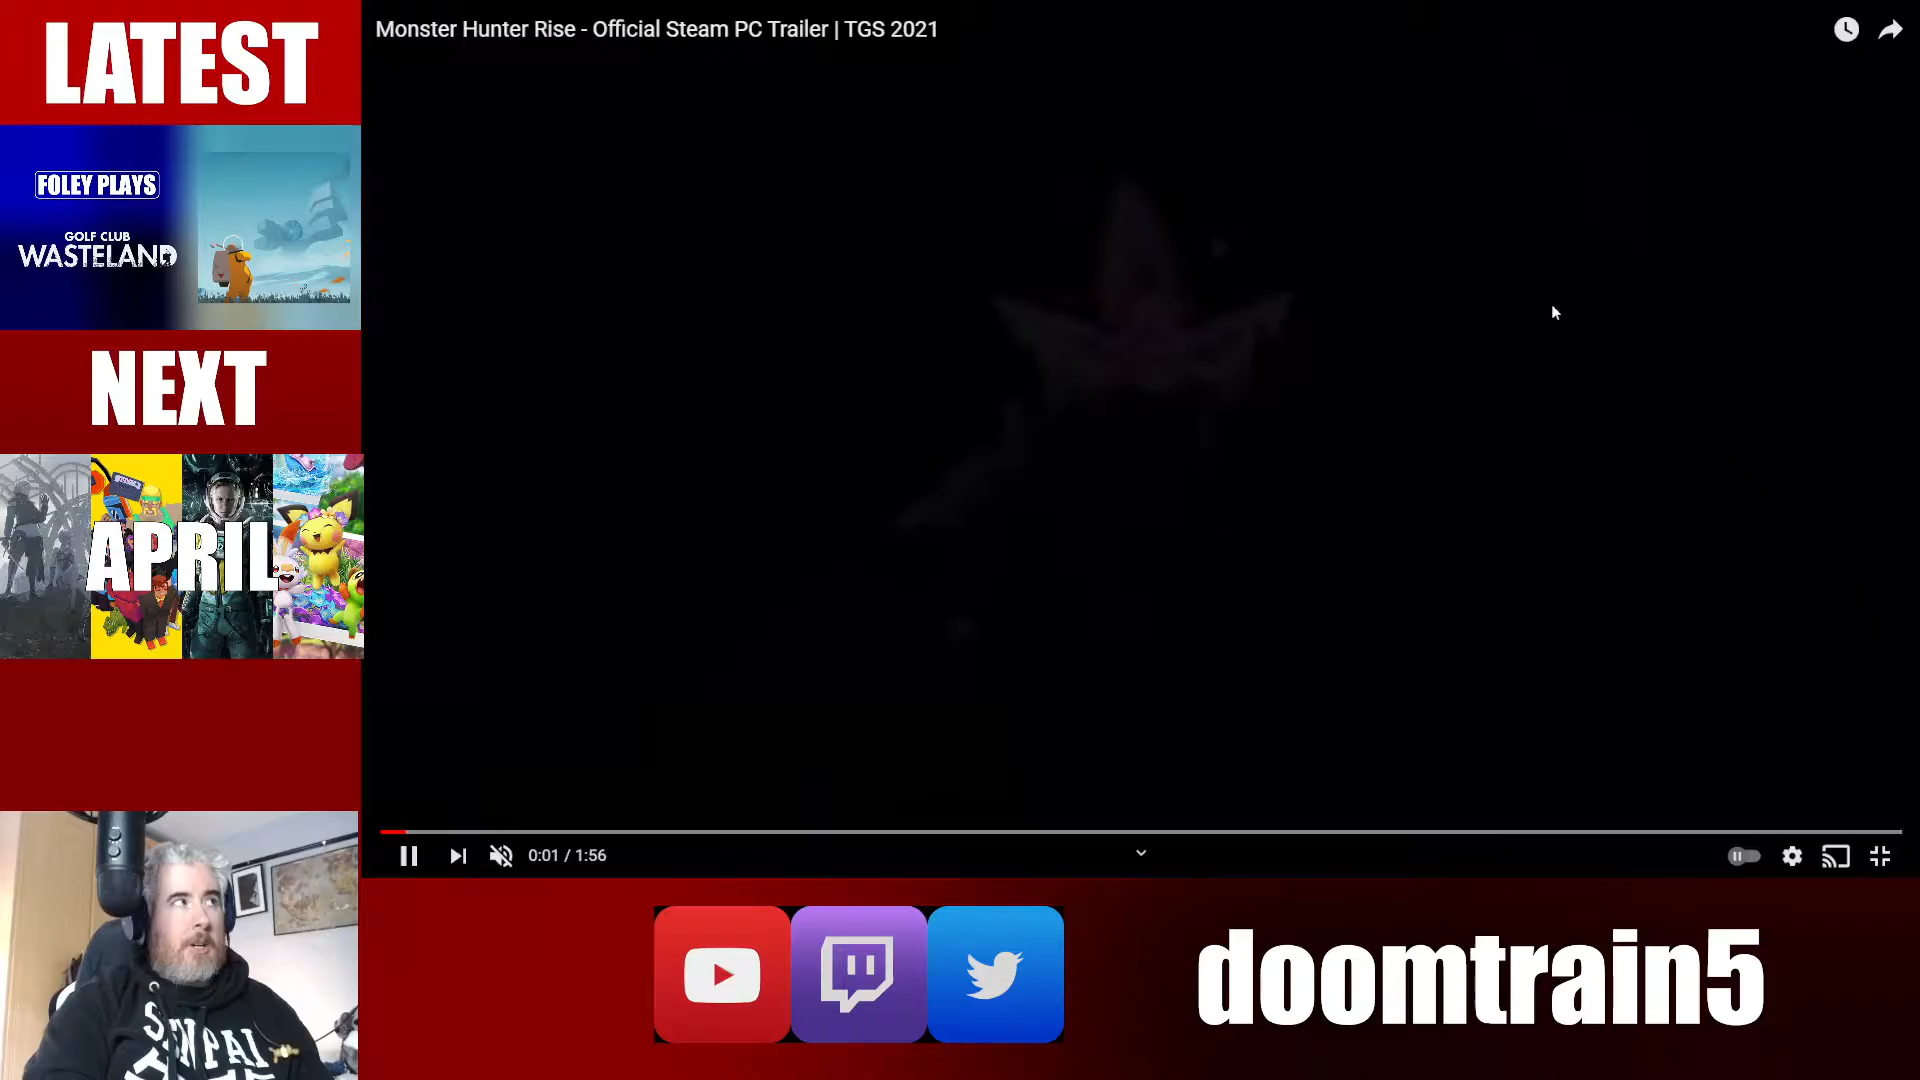 LATEST
FOLEY PLAYS
GOLF CLUB
WASTELAND
NEXT
APRIL
Monster Hunter Rise - Official Steam PC Trailer | TGS 2021
0:01 / 1:56
doomtrain5
SENPAI